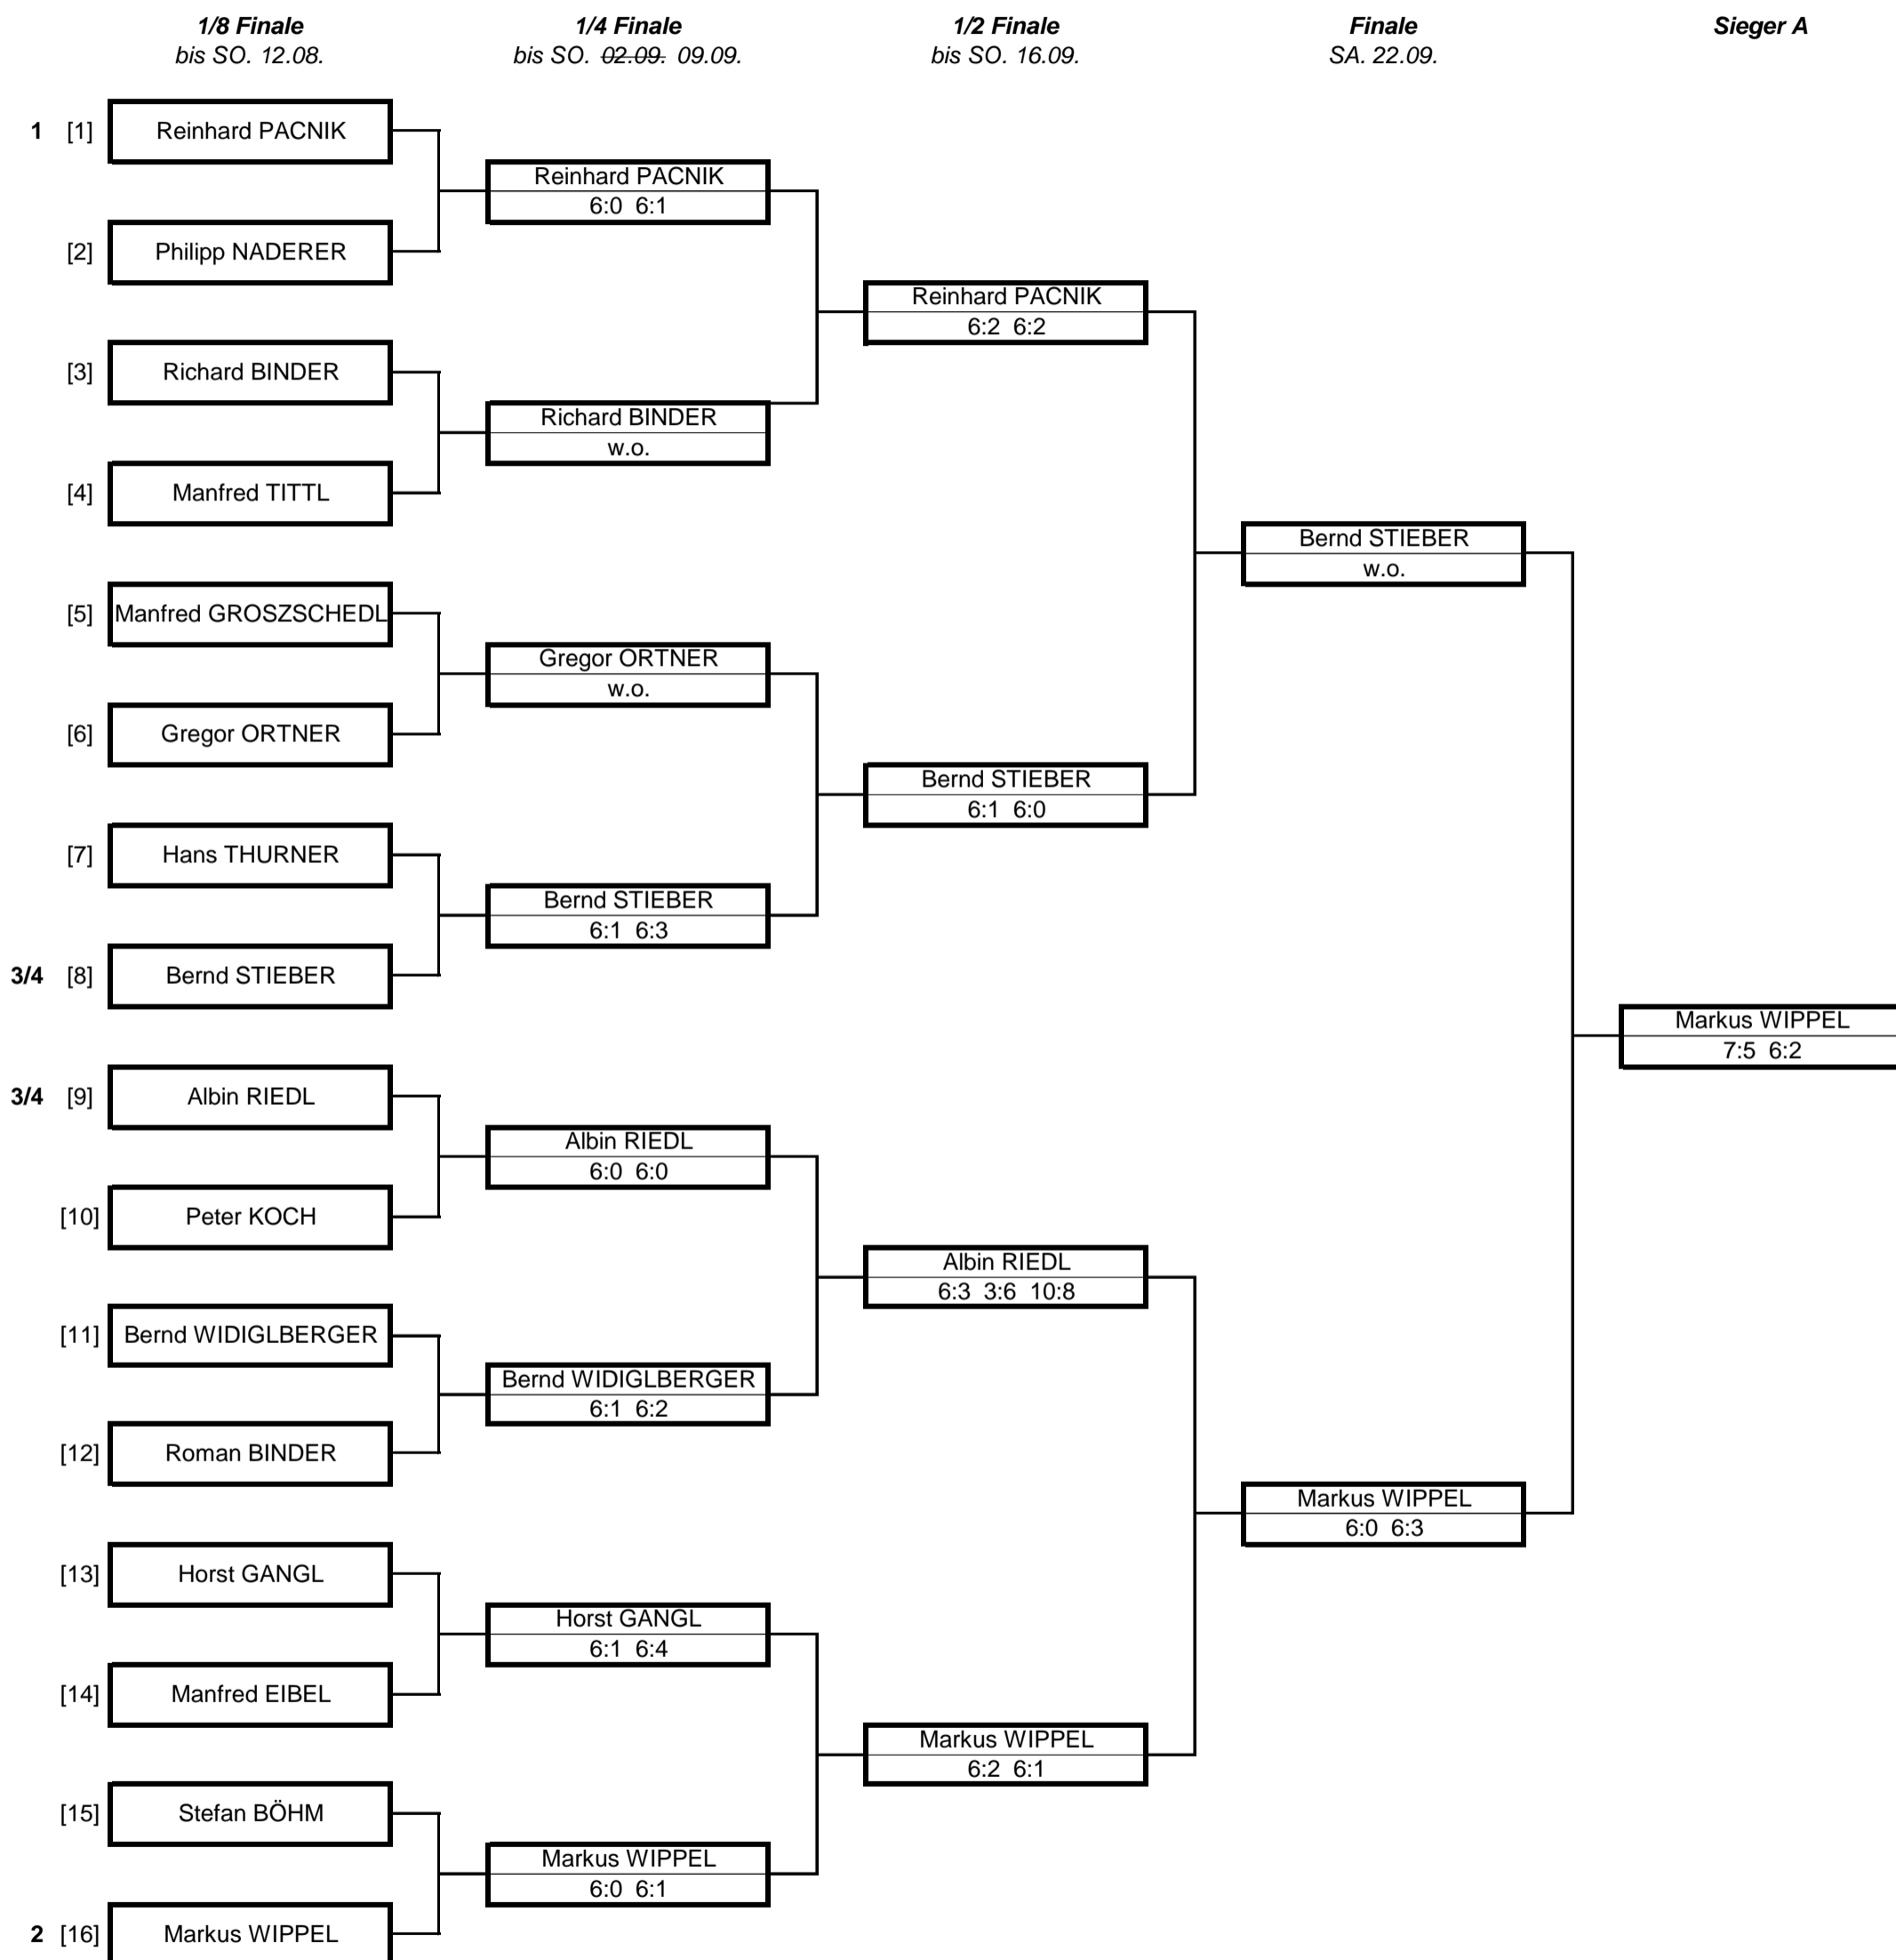 1/8 Finale
bis SO. 12.08.
1/4 Finale
bis SO. 02.09. 09.09.
1/2 Finale
bis SO. 16.09.
Finale
SA. 22.09.
Sieger A
1 [1] Reinhard PACNIK
[2] Philipp NADERER
[3] Richard BINDER
[4] Manfred TITTL
[5] Manfred GROSZSCHEDL
[6] Gregor ORTNER
[7] Hans THURNER
3/4 [8] Bernd STIEBER
3/4 [9] Albin RIEDL
[10] Peter KOCH
[11] Bernd WIDIGLBERGER
[12] Roman BINDER
[13] Horst GANGL
[14] Manfred EIBEL
[15] Stefan BÖHM
2 [16] Markus WIPPEL
Reinhard PACNIK
6:0 6:1
Richard BINDER
w.o.
Gregor ORTNER
w.o.
Bernd STIEBER
6:1 6:3
Albin RIEDL
6:0 6:0
Bernd WIDIGLBERGER
6:1 6:2
Horst GANGL
6:1 6:4
Markus WIPPEL
6:0 6:1
Reinhard PACNIK
6:2 6:2
Bernd STIEBER
6:1 6:0
Albin RIEDL
6:3 3:6 10:8
Markus WIPPEL
6:2 6:1
Bernd STIEBER
w.o.
Markus WIPPEL
6:0 6:3
Markus WIPPEL
7:5 6:2